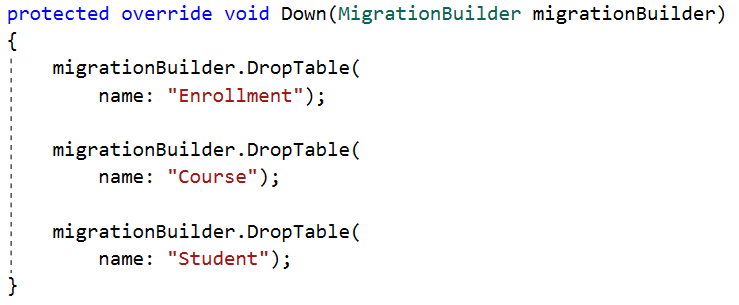 protected override void Down(MigrationBuilder migrationBuilder)
{
    migrationBuilder.DropTable(
        name: "Enrollment");

    migrationBuilder.DropTable(
        name: "Course");

    migrationBuilder.DropTable(
        name: "Student");
}